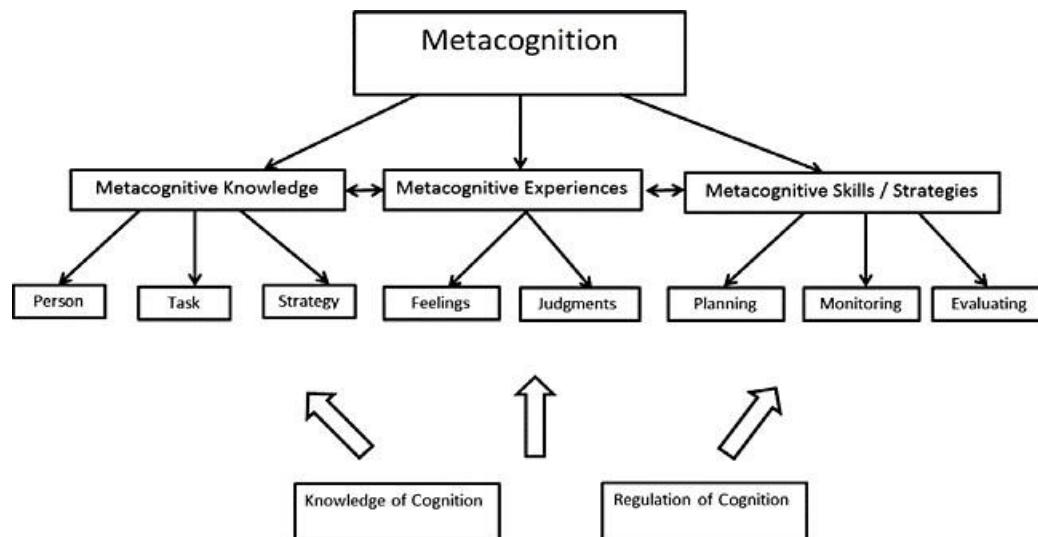 Metacognition
Metacognitive Knowledge
Metacognitive Experiences
Metacognitive Skills / Strategies
Person
Task
Strategy
Feelings
Judgments
Planning
Monitoring
Evaluating
Knowledge of Cognition
Regulation of Cognition